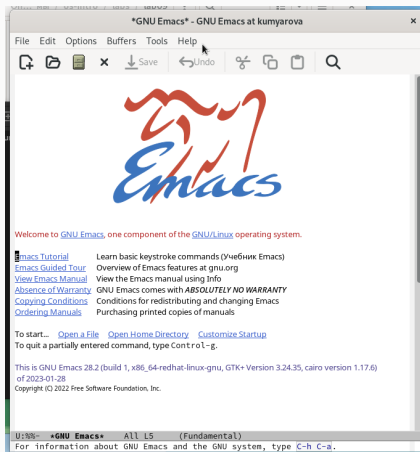 *GNU Emacs* - GNU Emacs at kumyarova ×
File Edit Options Buffers Tools Help
Save Undo
Emacs
Welcome to GNU Emacs, one component of the GNU/Linux operating system.
Emacs Tutorial Learn basic keystroke commands (Учебник Emacs)
Emacs Guided Tour Overview of Emacs features at gnu.org
View Emacs Manual View the Emacs manual using Info
Absence of Warranty GNU Emacs comes with ABSOLUTELY NO WARRANTY
Copying Conditions Conditions for redistributing and changing Emacs
Ordering Manuals Purchasing printed copies of manuals
To start... Open a File Open Home Directory Customize Startup
To quit a partially entered command, type Control-g.
This is GNU Emacs 28.2 (build 1, x86_64-redhat-linux-gnu, GTK+ Version 3.24.35, cairo version 1.17.6)
of 2023-01-28
Copyright (C) 2022 Free Software Foundation, Inc.
U:%%- *GNU Emacs* All L5 (Fundamental)
For information about GNU Emacs and the GNU system, type C-h C-a.